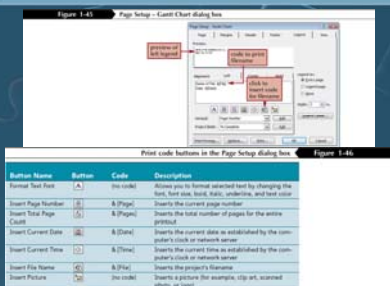 Figure 1-45 Page Setup – Gantt Chart dialog box
preview of
left legend
code to print
filename
click to
insert code
for filename
Print code buttons in the Page Setup dialog box Figure 1-46
Button Name Button Code Description
Format Text Font A (no code) Allows you to format selected text by changing the
font, font size, bold, italic, underline, and text color
Insert Page Number & [Page] Inserts the current page number
Insert Total Page & [Pages] Inserts the total number of pages for the entire
Count printout
Insert Current Date & [Date] Inserts the current date as established by the com-
puter's clock or network server
Insert Current Time & [Time] Inserts the current time as established by the com-
puter's clock or network server
Insert File Name & [File] Inserts the project's filename
Insert Picture (no code) Inserts a picture (for example, clip art, scanned
photo, or logo)